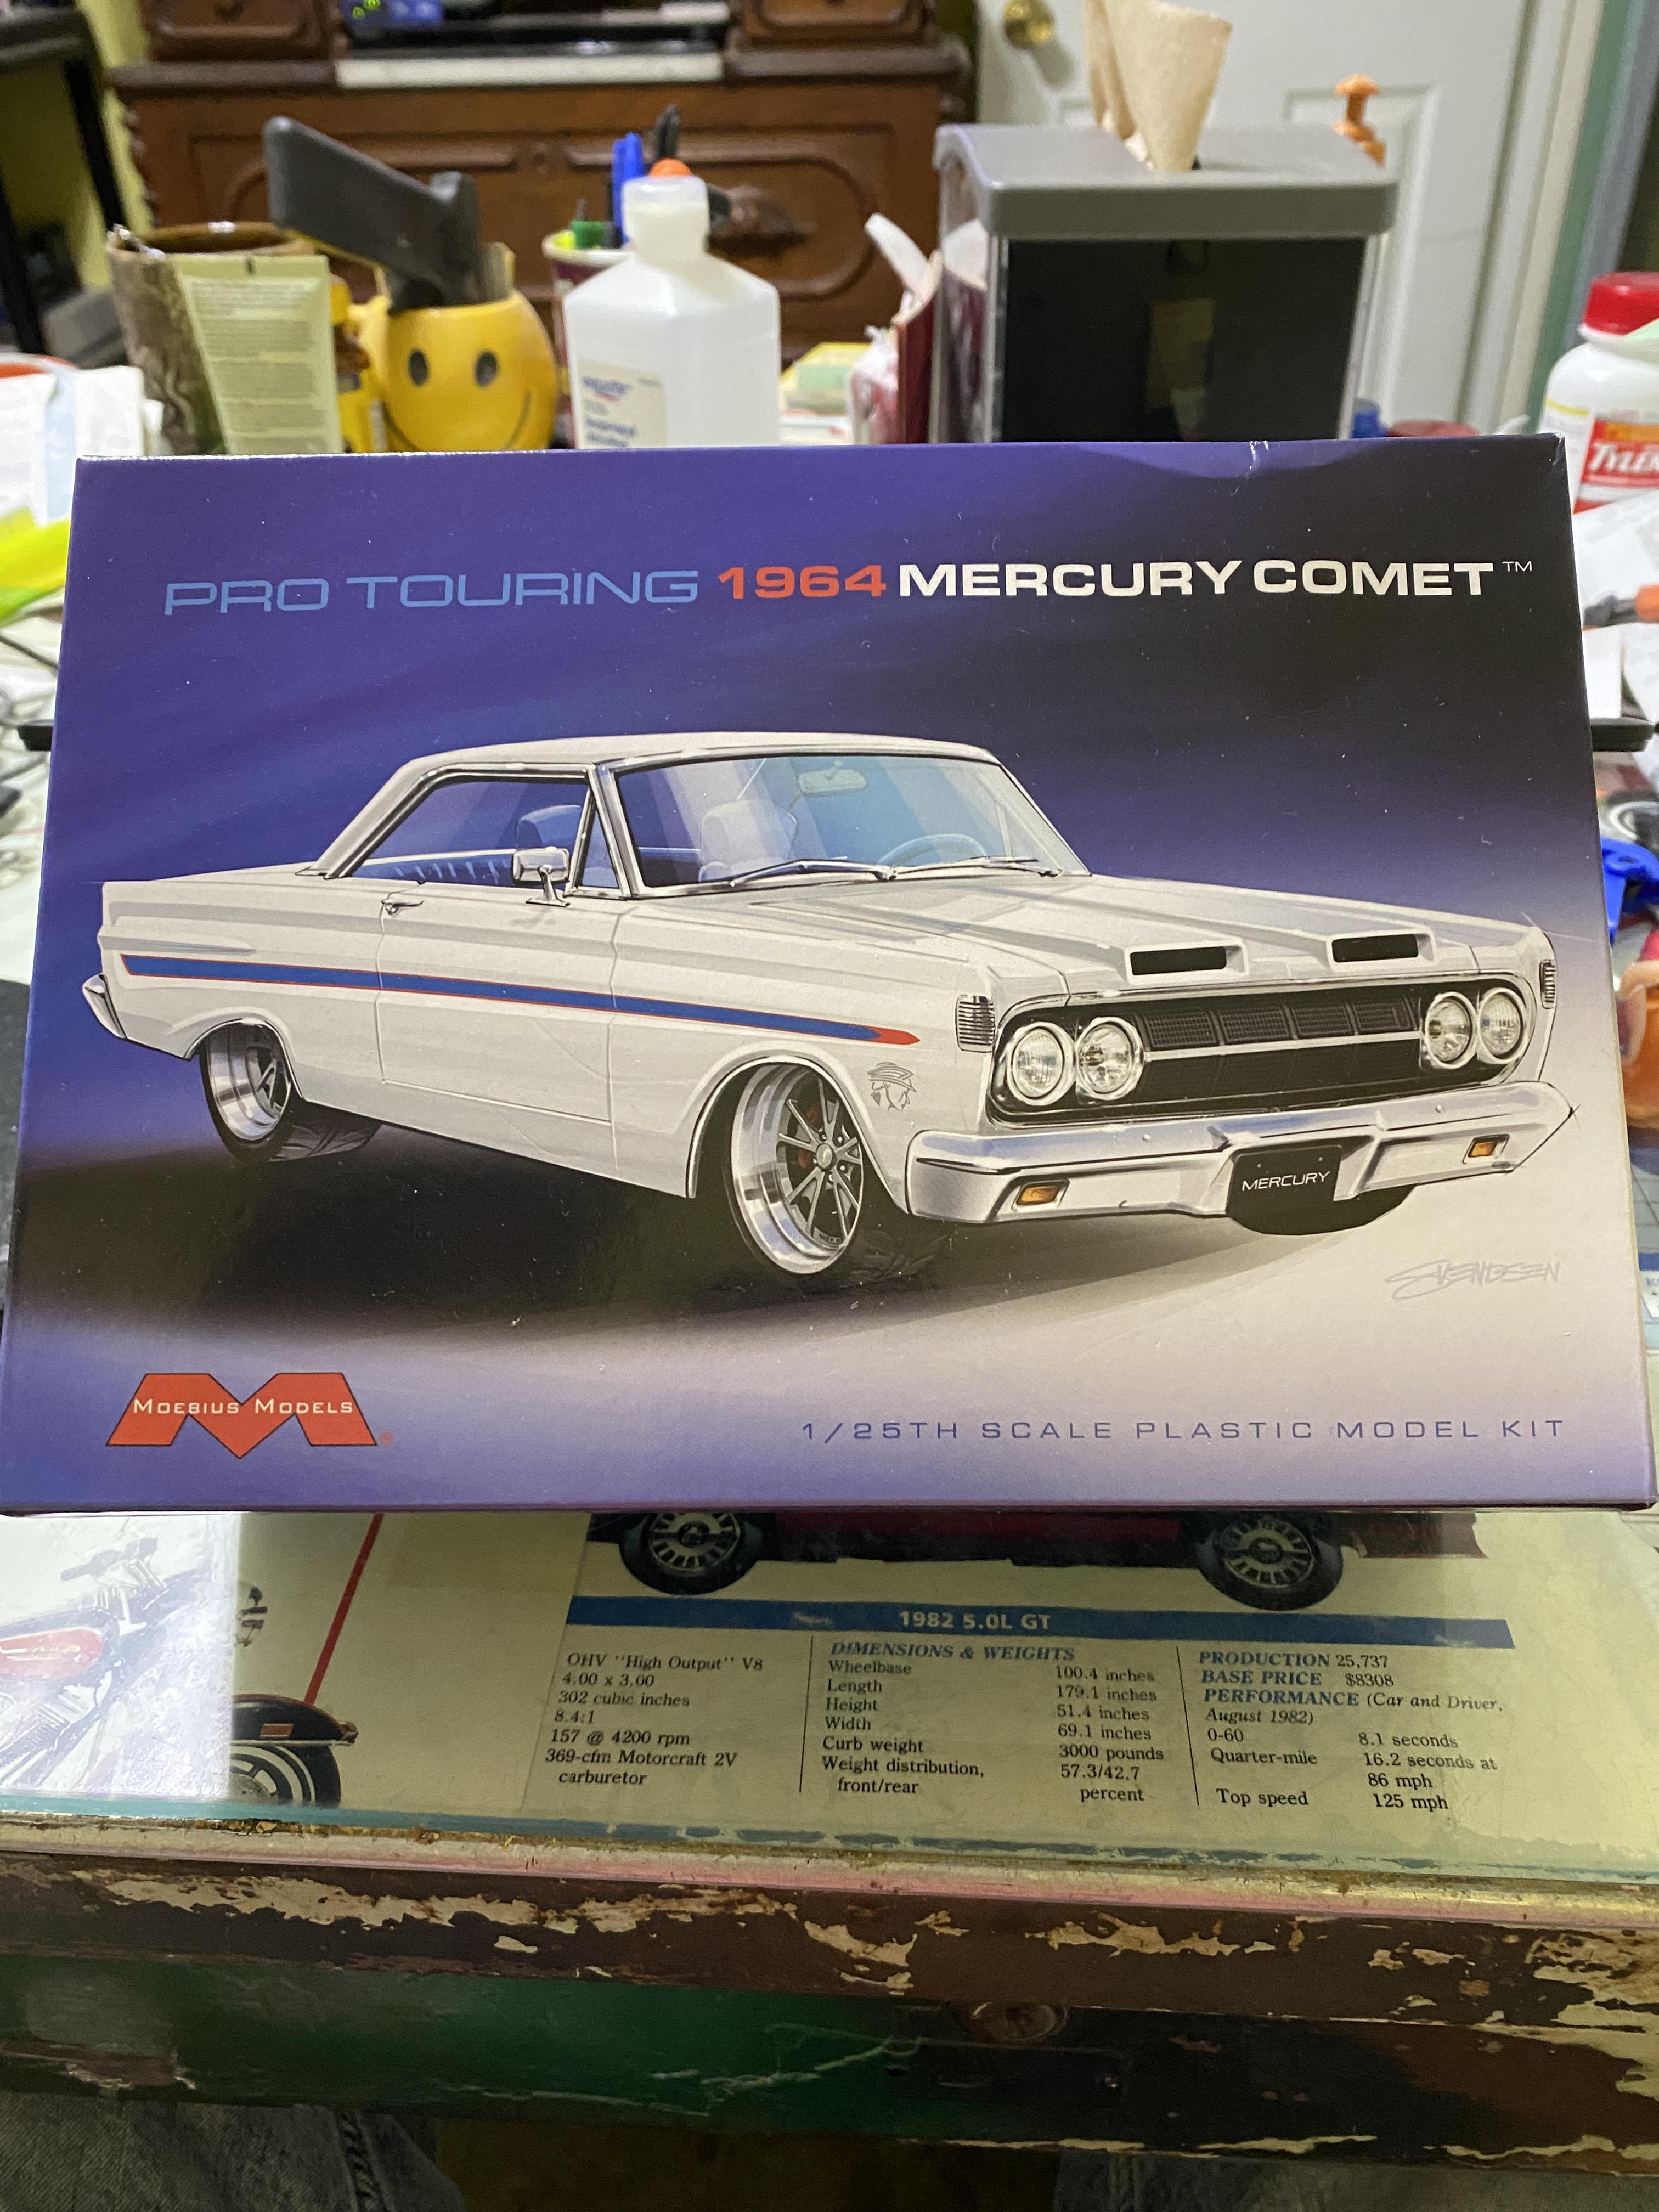 TYLEN
PRO TOURING 1964 MERCURY COMET™
MERCURY
SVENDSEN
MOEBIUS MODELS®
1/25TH SCALE PLASTIC MODEL KIT
1982 5.0L GT
OHV "High Output" V8
4.00 x 3.00
302 cubic inches
8.4:1
157 @ 4200 rpm
369-cfm Motorcraft 2V
carburetor
DIMENSIONS & WEIGHTS
Wheelbase 100.4 inches
Length 179.1 inches
Height 51.4 inches
Width 69.1 inches
Curb weight 3000 pounds
Weight distribution, 57.3/42.7
front/rear percent
PRODUCTION 25,737
BASE PRICE $8308
PERFORMANCE (Car and Driver,
August 1982)
0-60 8.1 seconds
Quarter-mile 16.2 seconds at
86 mph
Top speed 125 mph